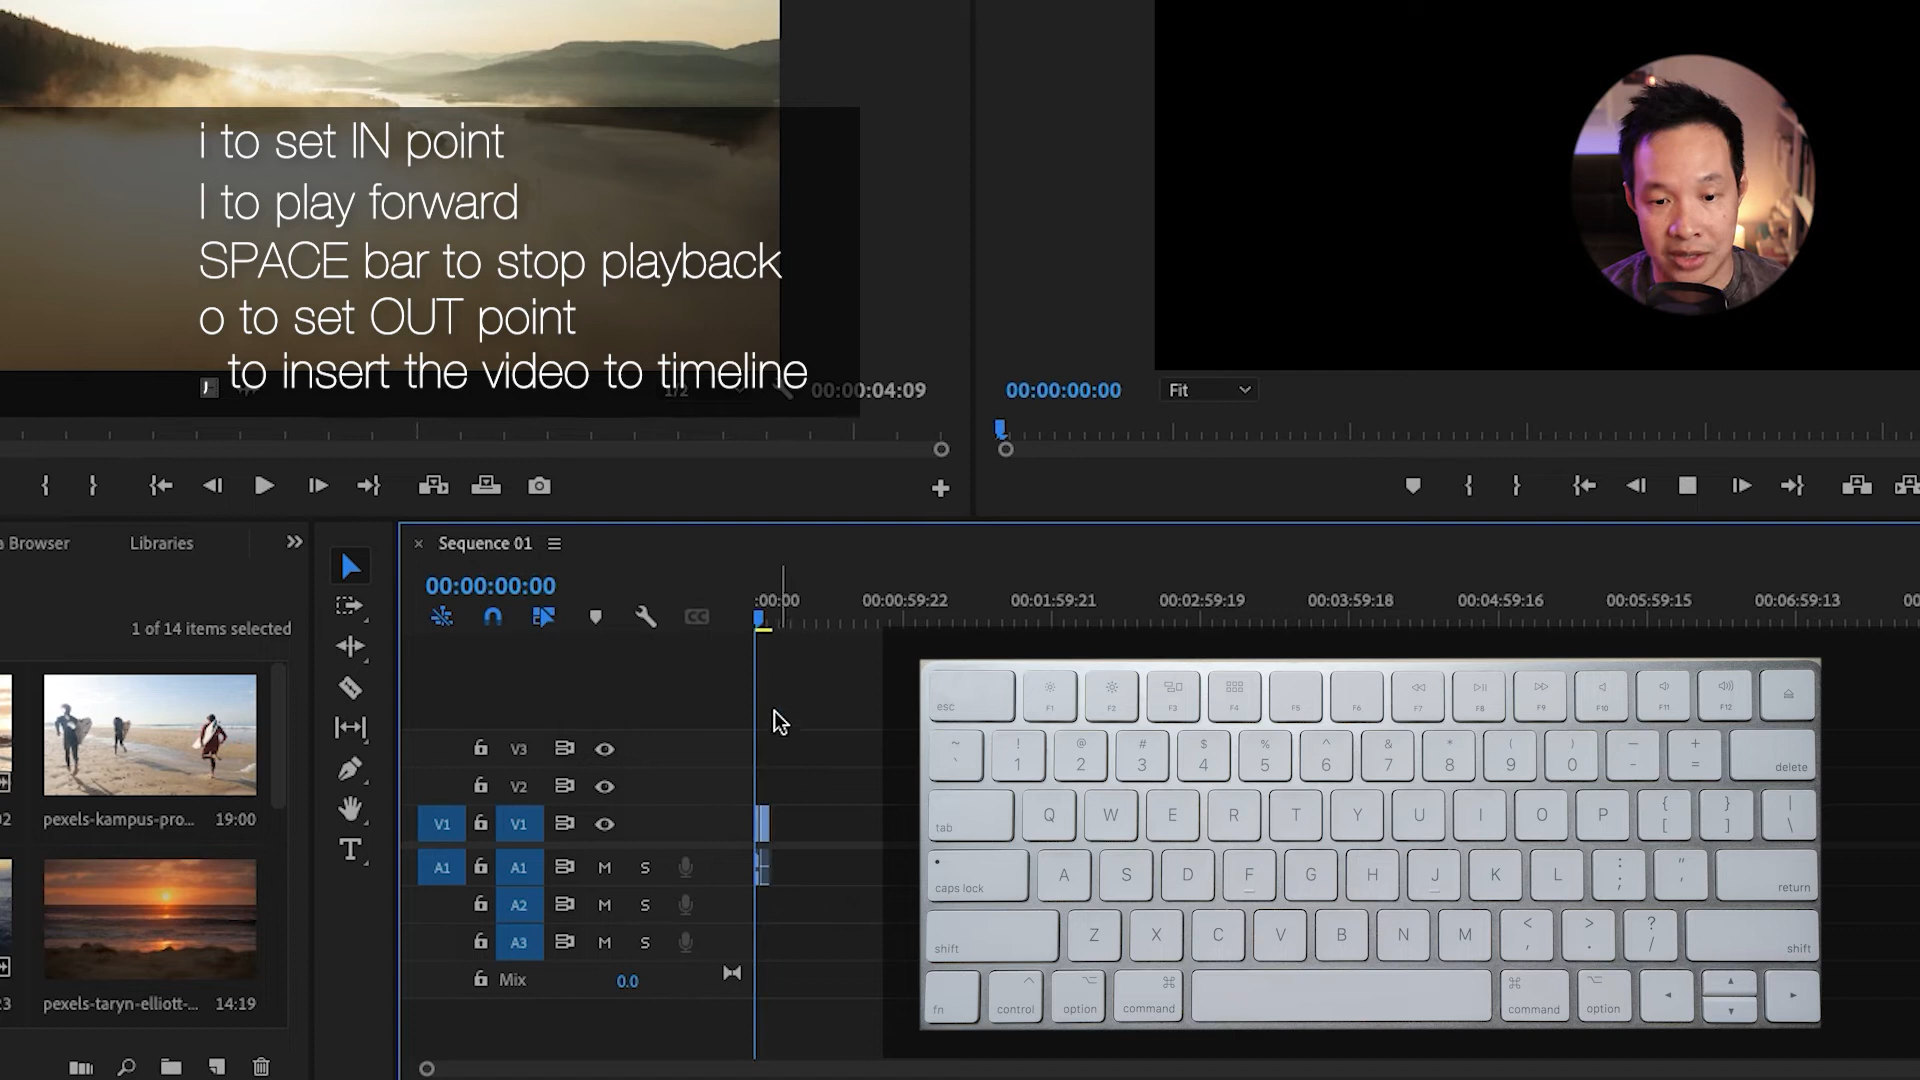 i to set IN point
l to play forward
SPACE bar to stop playback
o to set OUT point
to insert the video to timeline
1/2
00:00:04:09
00:00:00:00
Fit
a Browser
Libraries
Sequence 01
00:00:00:00
:00:00
00:00:59:22
00:01:59:21
00:02:59:19
00:03:59:18
00:04:59:16
00:05:59:15
00:06:59:13
00
CC
1 of 14 items selected
02
pexels-kampus-pro...
19:00
23
pexels-taryn-elliott-...
14:19
V3
V2
V1
V1
A1
A1
M
S
A2
M
S
A3
M
S
Mix
0.0
esc
F1
F2
F3
F4
F5
F6
F7
F8
F9
F10
F11
F12
~ `
! 1
@ 2
# 3
$ 4
% 5
^ 6
& 7
* 8
( 9
) 0
— -
+ =
delete
tab
Q
W
E
R
T
Y
U
I
O
P
{ [
} ]
| \
caps lock
A
S
D
F
G
H
J
K
L
: ;
" '
return
shift
Z
X
C
V
B
N
M
< ,
> .
? /
shift
fn
control
option
command
command
option